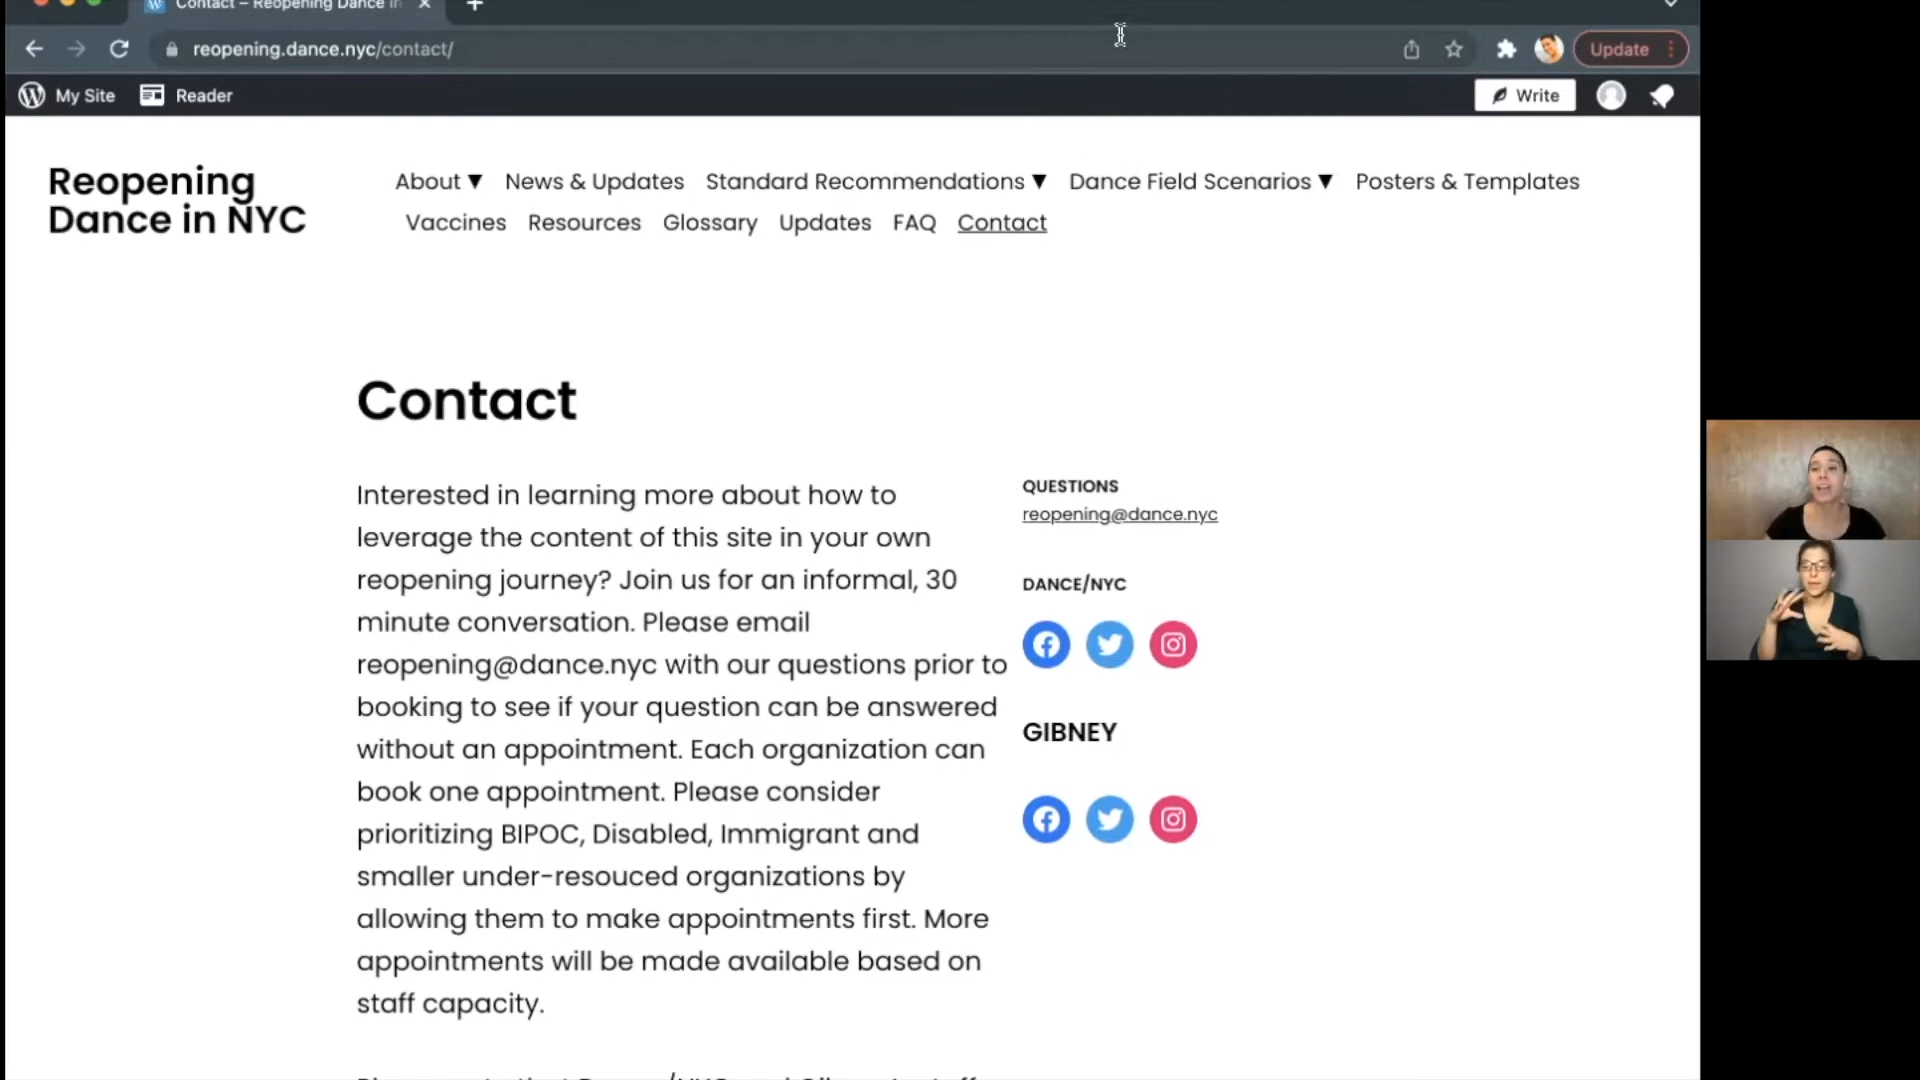 Contact – Reopening Dance in
reopening.dance.nyc/contact/
Update
My Site
Reader
Write
Reopening
Dance in NYC
About ▼ News & Updates Standard Recommendations ▼ Dance Field Scenarios ▼ Posters & Templates
Vaccines Resources Glossary Updates FAQ Contact
Contact
Interested in learning more about how to
leverage the content of this site in your own
reopening journey? Join us for an informal, 30
minute conversation. Please email
reopening@dance.nyc with our questions prior to
booking to see if your question can be answered
without an appointment. Each organization can
book one appointment. Please consider
prioritizing BIPOC, Disabled, Immigrant and
smaller under-resouced organizations by
allowing them to make appointments first. More
appointments will be made available based on
staff capacity.
QUESTIONS
reopening@dance.nyc
DANCE/NYC
GIBNEY